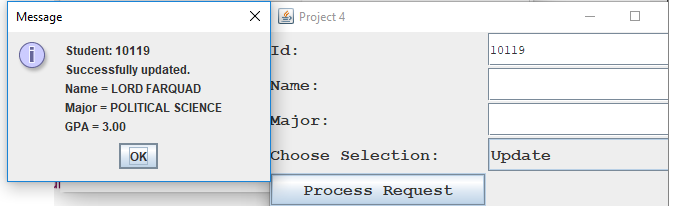 Message
Student: 10119
Successfully updated.
Name = LORD FARQUAD
Major = POLITICAL SCIENCE
GPA = 3.00
OK
Project 4
Id:
10119
Name:
Major:
Choose Selection:
Update
Process Request